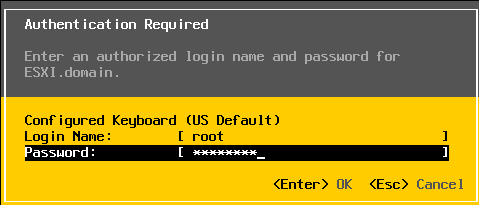 Authentication Required
Enter an authorized login name and password for
ESXI.domain.
Configured Keyboard (US Default)
Login Name: [ root ]
Password: [ ********_ ]
<Enter> OK <Esc> Cancel